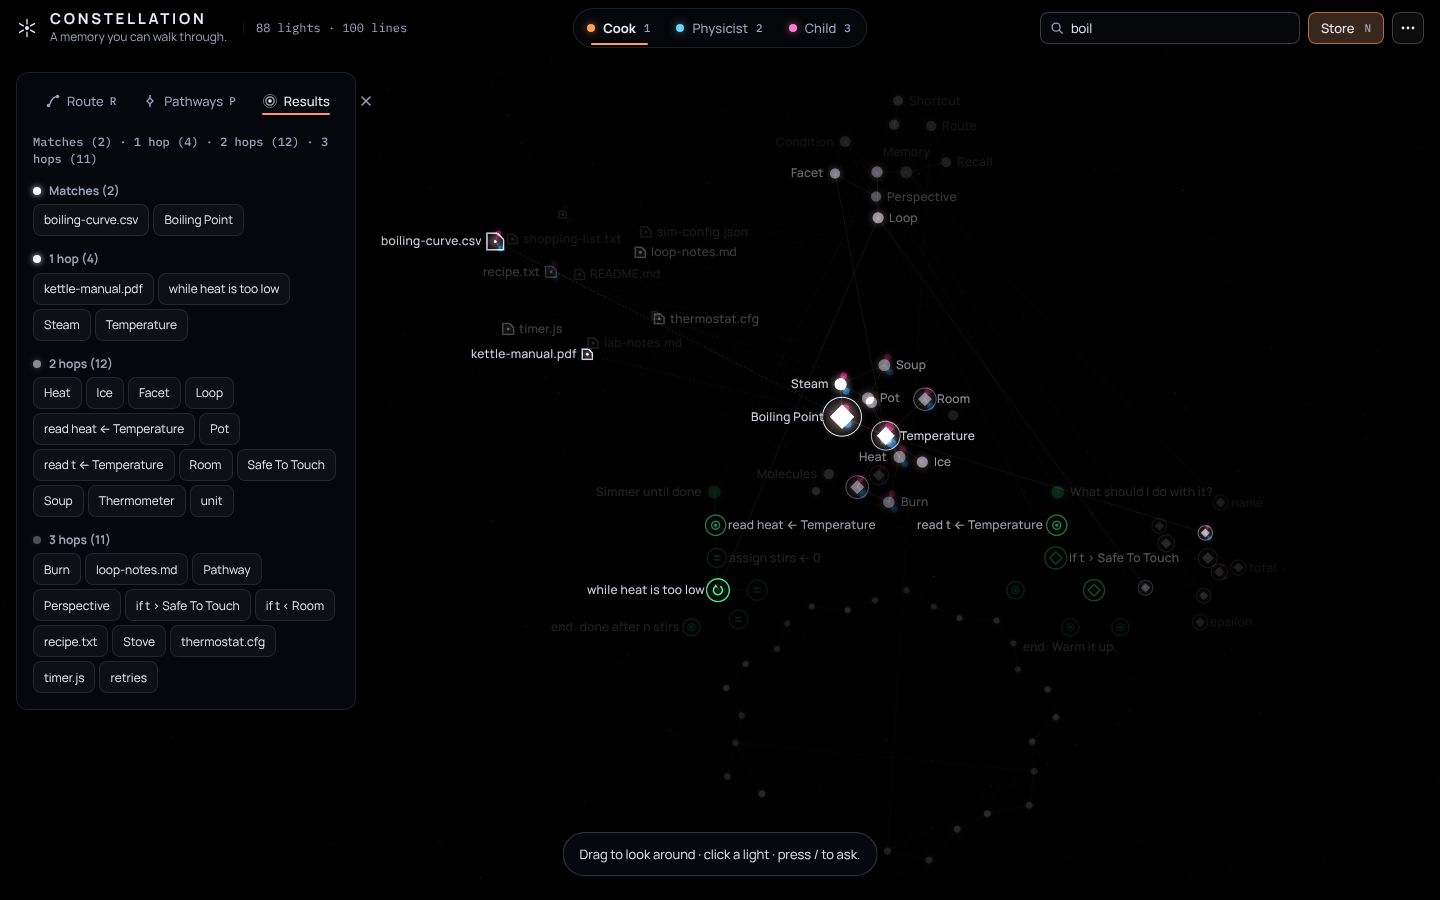 CONSTELLATION
A memory you can walk through.
88 lights · 100 lines
Cook 1
Physicist 2
Child 3
boil
Store N
Route R
Pathways P
Results
Matches (2) · 1 hop (4) · 2 hops (12) · 3
hops (11)
Matches (2)
boiling-curve.csv
Boiling Point
1 hop (4)
kettle-manual.pdf
while heat is too low
Steam
Temperature
2 hops (12)
Heat
Ice
Facet
Loop
read heat ← Temperature
Pot
read t ← Temperature
Room
Safe To Touch
Soup
Thermometer
unit
3 hops (11)
Burn
loop-notes.md
Pathway
Perspective
if t > Safe To Touch
if t < Room
recipe.txt
Stove
thermostat.cfg
timer.js
retries
Shortcut
Route
Condition
Memory
Recall
Facet
Perspective
Loop
boiling-curve.csv
shopping-list.txt
sim-config.json
loop-notes.md
recipe.txt
README.md
thermostat.cfg
timer.js
lab-notes.md
kettle-manual.pdf
Soup
Steam
Pot
Room
Boiling Point
Temperature
Heat
Ice
Molecules
Burn
Simmer until done
What should I do with it?
name
read heat ← Temperature
read t ← Temperature
assign stirs ← 0
if t > Safe To Touch
total
while heat is too low
end: done after n stirs
epsilon
end: Warm it up.
Drag to look around · click a light · press / to ask.